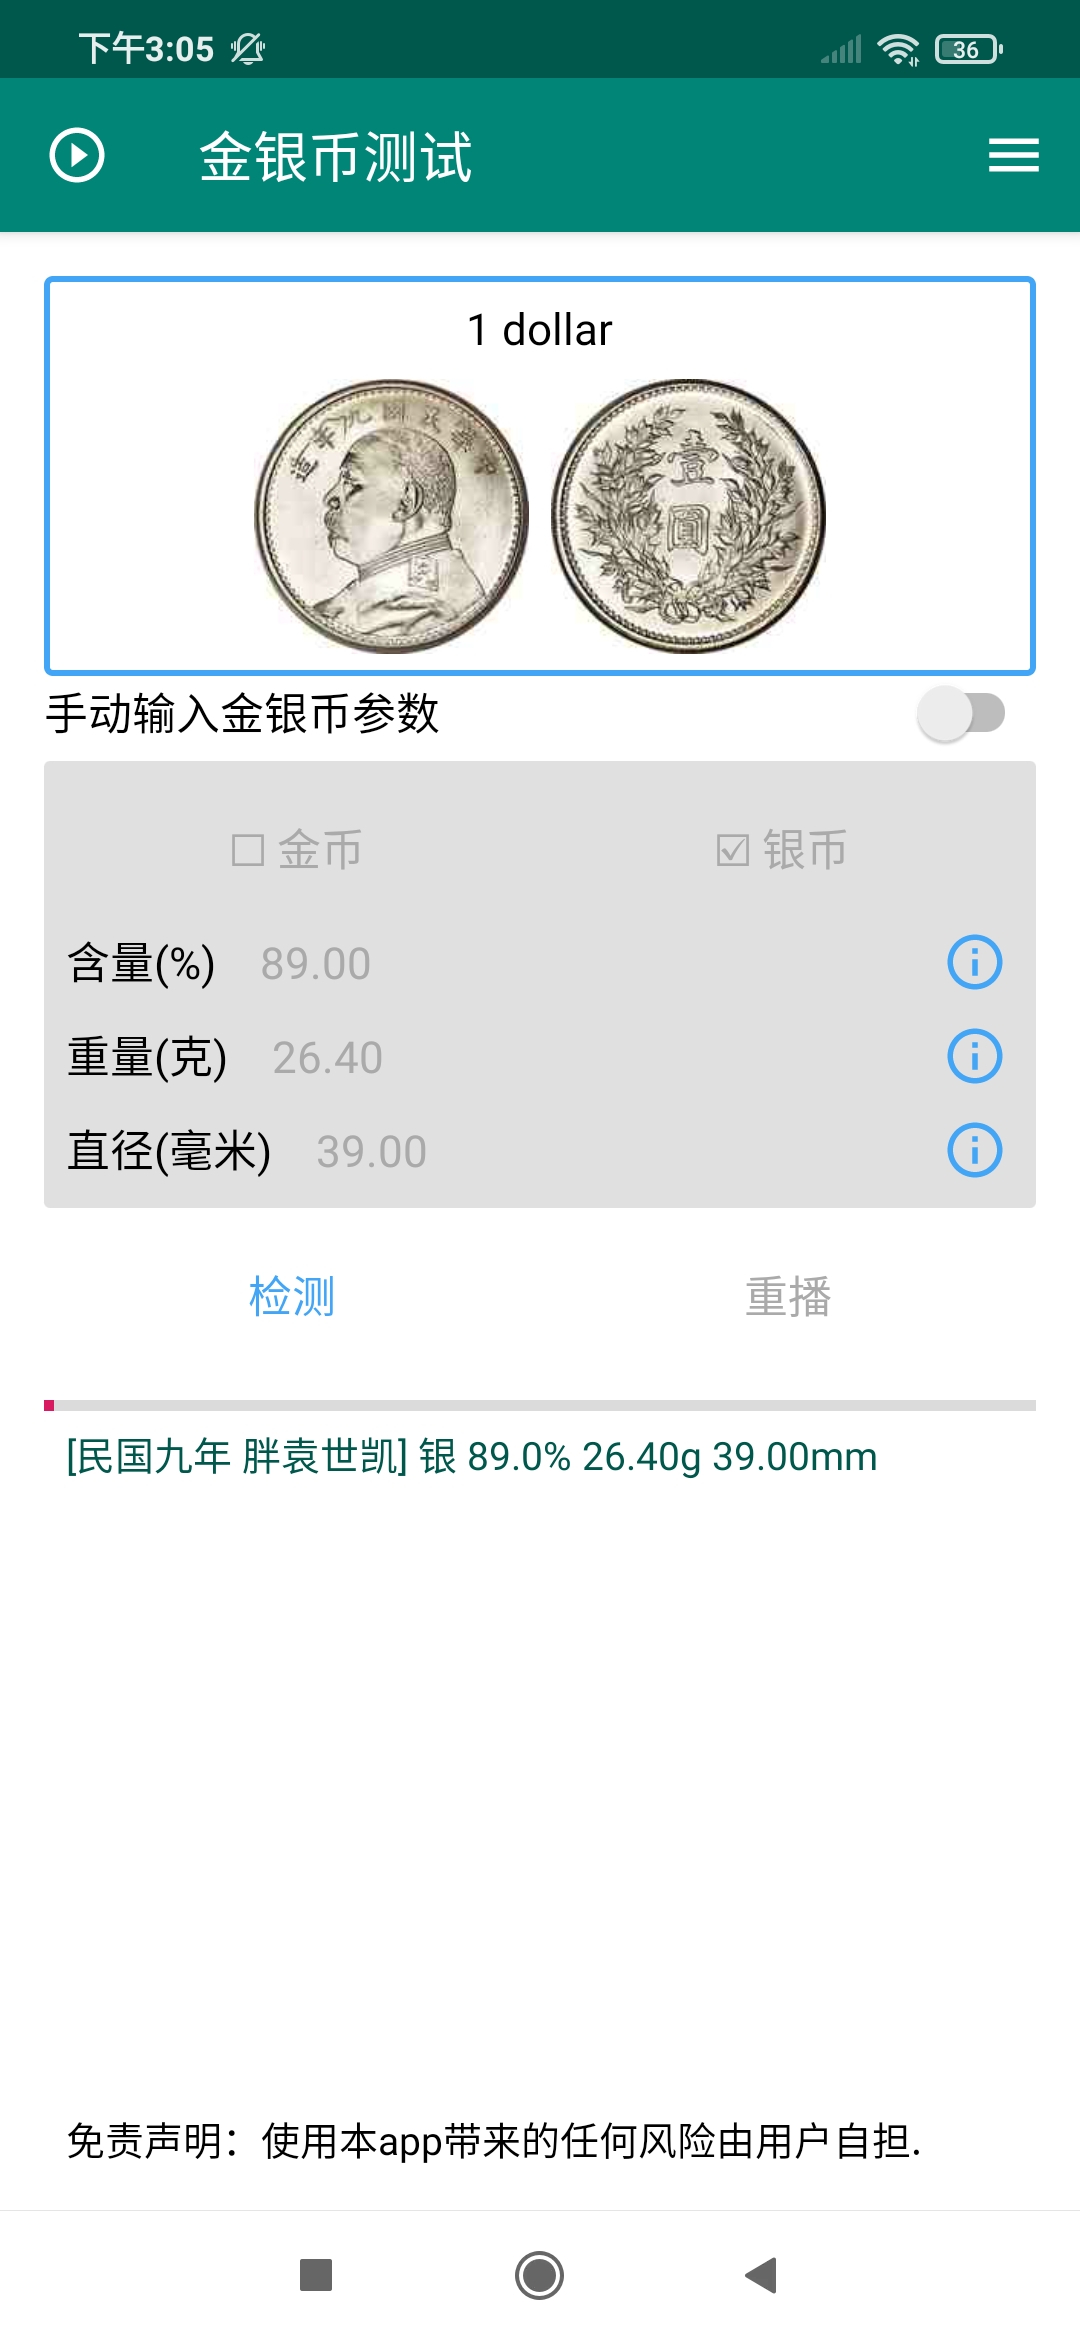 下午3:05
36
金银币测试
1 dollar
造年九國民華中
壹
圓
手动输入金银币参数
金币
银币
含量(%) 89.00
重量(克) 26.40
直径(毫米) 39.00
检测
重播
[民国九年 胖袁世凯] 银 89.0% 26.40g 39.00mm
免责声明：使用本app带来的任何风险由用户自担.